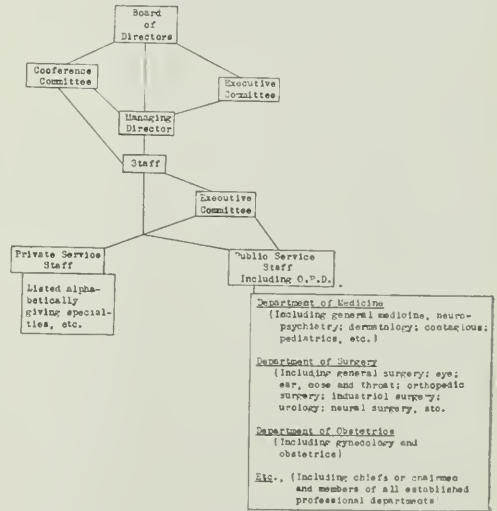 Board
of
Directors
Conference
Committee
Executive
Committee
Managing
Director
Staff
Executive
Committee
Private Service
Staff
Public Service
Staff
Including O.P.D.
Listed alpha-
betically
giving special-
ties, etc.
Department of Medicine
(Including general medicine, neuro-
psychiatry; dermatology; contagious;
pediatrics, etc.)
Department of Surgery
(Including general surgery; eye;
ear, nose and throat; orthopedic
surgery; industrial surgery;
urology; neural surgery, etc.
Department of Obstetrics
(Including gynecology and
obstetrics)
Etc., (Including chiefs or chairmen
and members of all established
professional departments